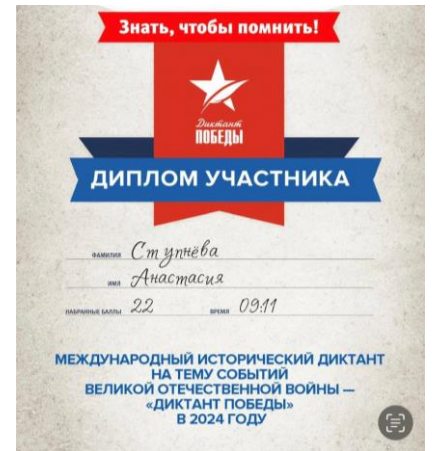 Знать, чтобы помнить!
Диктант
ПОБЕДЫ
ДИПЛОМ УЧАСТНИКА
ФАМИЛИЯ Ступнёва
ИМЯ Анастасия
НАБРАННЫЕ БАЛЛЫ 22 ВРЕМЯ 09:11
МЕЖДУНАРОДНЫЙ ИСТОРИЧЕСКИЙ ДИКТАНТ
НА ТЕМУ СОБЫТИЙ
ВЕЛИКОЙ ОТЕЧЕСТВЕННОЙ ВОЙНЫ —
«ДИКТАНТ ПОБЕДЫ»
В 2024 ГОДУ